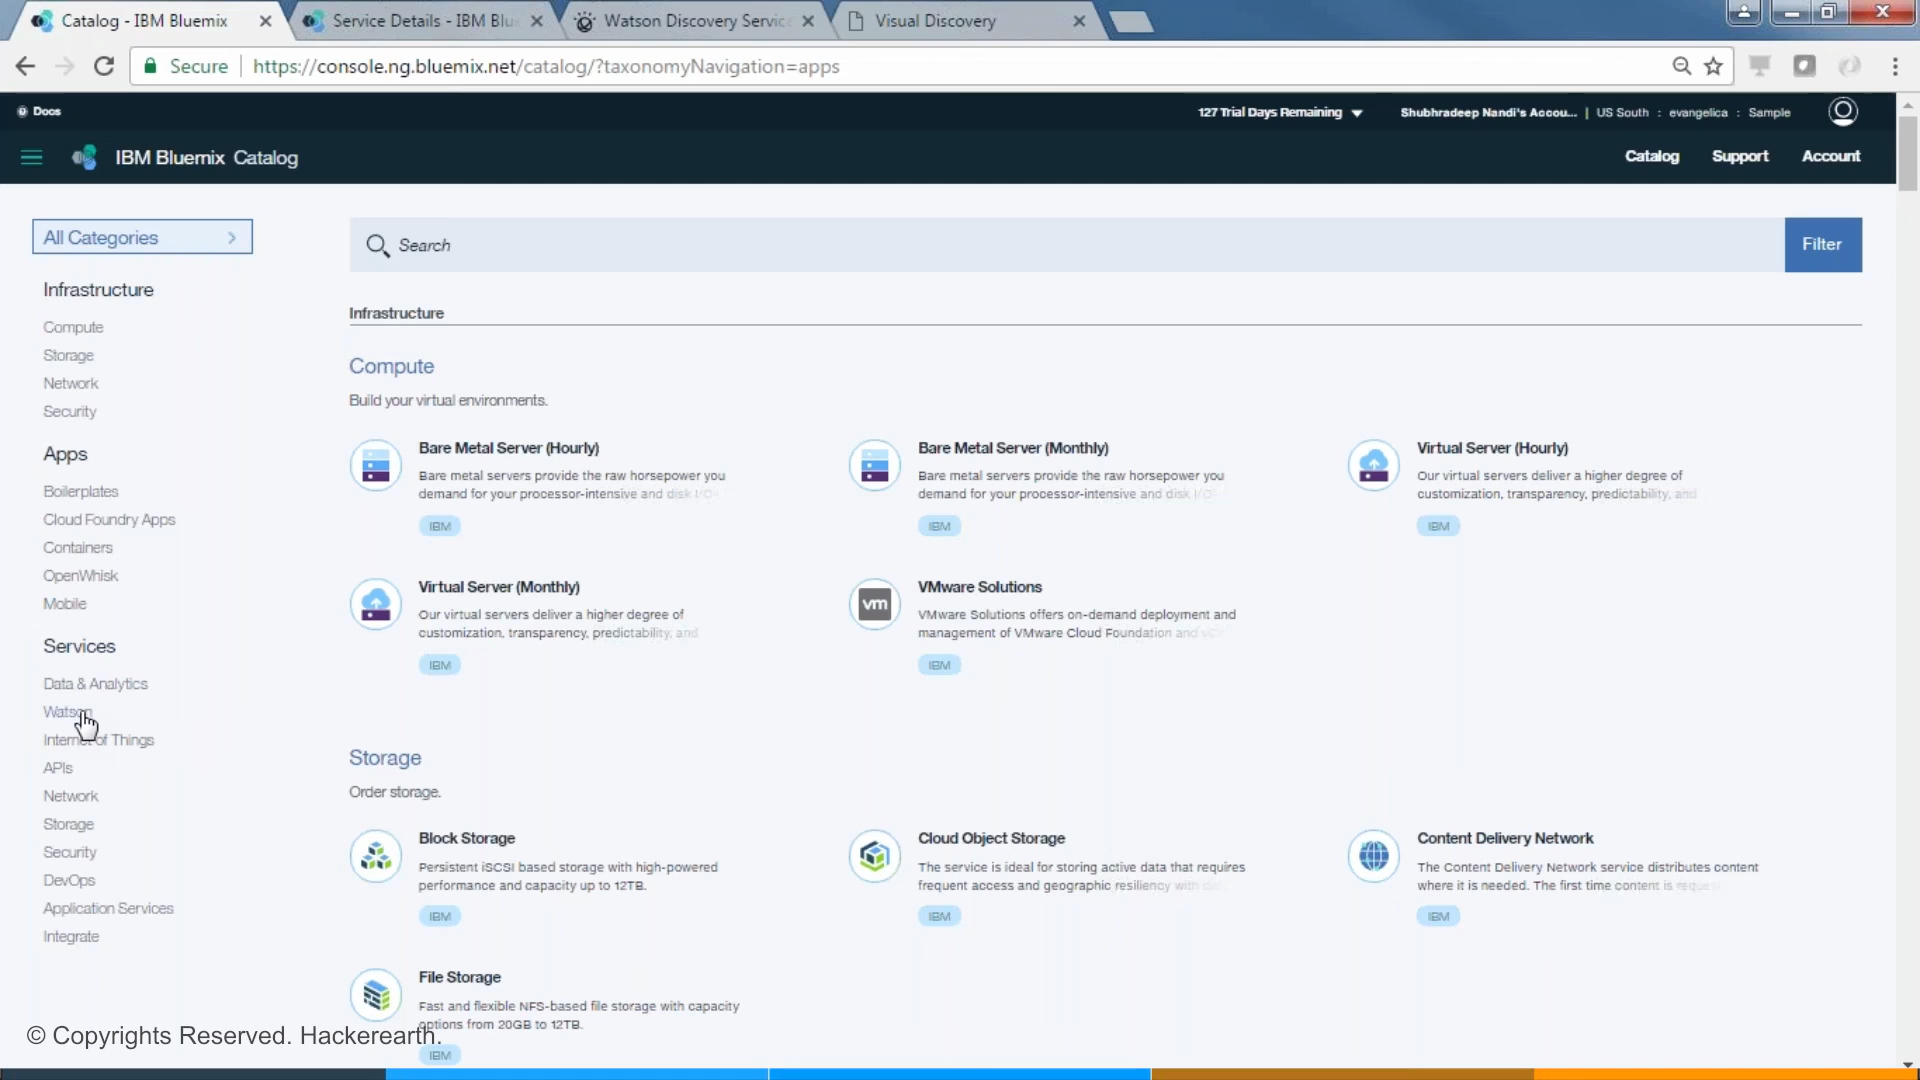 Catalog - IBM Bluemix
Service Details - IBM Blu
Watson Discovery Servic
Visual Discovery
Secure
https://console.ng.bluemix.net/catalog/?taxonomyNavigation=apps
Docs
127 Trial Days Remaining
Shubhradeep Nandi's Accou... | US South : evangelica : Sample
IBM Bluemix Catalog
Catalog
Support
Account
All Categories
Infrastructure
Compute
Storage
Network
Security
Apps
Boilerplates
Cloud Foundry Apps
Containers
OpenWhisk
Mobile
Services
Data & Analytics
Watson
Internet of Things
APIs
Network
Storage
Security
DevOps
Application Services
Integrate
Search
Filter
Infrastructure
Compute
Build your virtual environments.
Bare Metal Server (Hourly)
Bare metal servers provide the raw horsepower you
demand for your processor-intensive and disk I/O-
IBM
Bare Metal Server (Monthly)
Bare metal servers provide the raw horsepower you
demand for your processor-intensive and disk I/O-
IBM
Virtual Server (Hourly)
Our virtual servers deliver a higher degree of
customization, transparency, predictability, and
IBM
Virtual Server (Monthly)
Our virtual servers deliver a higher degree of
customization, transparency, predictability, and
IBM
vm
VMware Solutions
VMware Solutions offers on-demand deployment and
management of VMware Cloud Foundation and
IBM
Storage
Order storage.
Block Storage
Persistent iSCSI based storage with high-powered
performance and capacity up to 12TB.
IBM
Cloud Object Storage
The service is ideal for storing active data that requires
frequent access and geographic resiliency with
IBM
Content Delivery Network
The Content Delivery Network service distributes content
where it is needed. The first time content is
IBM
File Storage
Fast and flexible NFS-based file storage with capacity
options from 20GB to 12TB.
IBM
© Copyrights Reserved. Hackerearth.